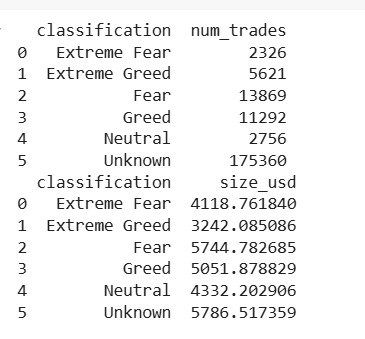 classification num_trades
0 Extreme Fear 2326
1 Extreme Greed 5621
2 Fear 13869
3 Greed 11292
4 Neutral 2756
5 Unknown 175360
classification size_usd
0 Extreme Fear 4118.761840
1 Extreme Greed 3242.085086
2 Fear 5744.782685
3 Greed 5051.878829
4 Neutral 4332.202906
5 Unknown 5786.517359